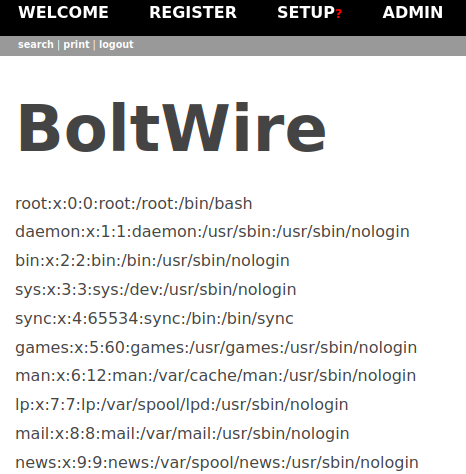 WELCOME REGISTER SETUP? ADMIN
search | print | logout
BoltWire
root:x:0:0:root:/root:/bin/bash
daemon:x:1:1:daemon:/usr/sbin:/usr/sbin/nologin
bin:x:2:2:bin:/bin:/usr/sbin/nologin
sys:x:3:3:sys:/dev:/usr/sbin/nologin
sync:x:4:65534:sync:/bin:/bin/sync
games:x:5:60:games:/usr/games:/usr/sbin/nologin
man:x:6:12:man:/var/cache/man:/usr/sbin/nologin
lp:x:7:7:lp:/var/spool/lpd:/usr/sbin/nologin
mail:x:8:8:mail:/var/mail:/usr/sbin/nologin
news:x:9:9:news:/var/spool/news:/usr/sbin/nologin